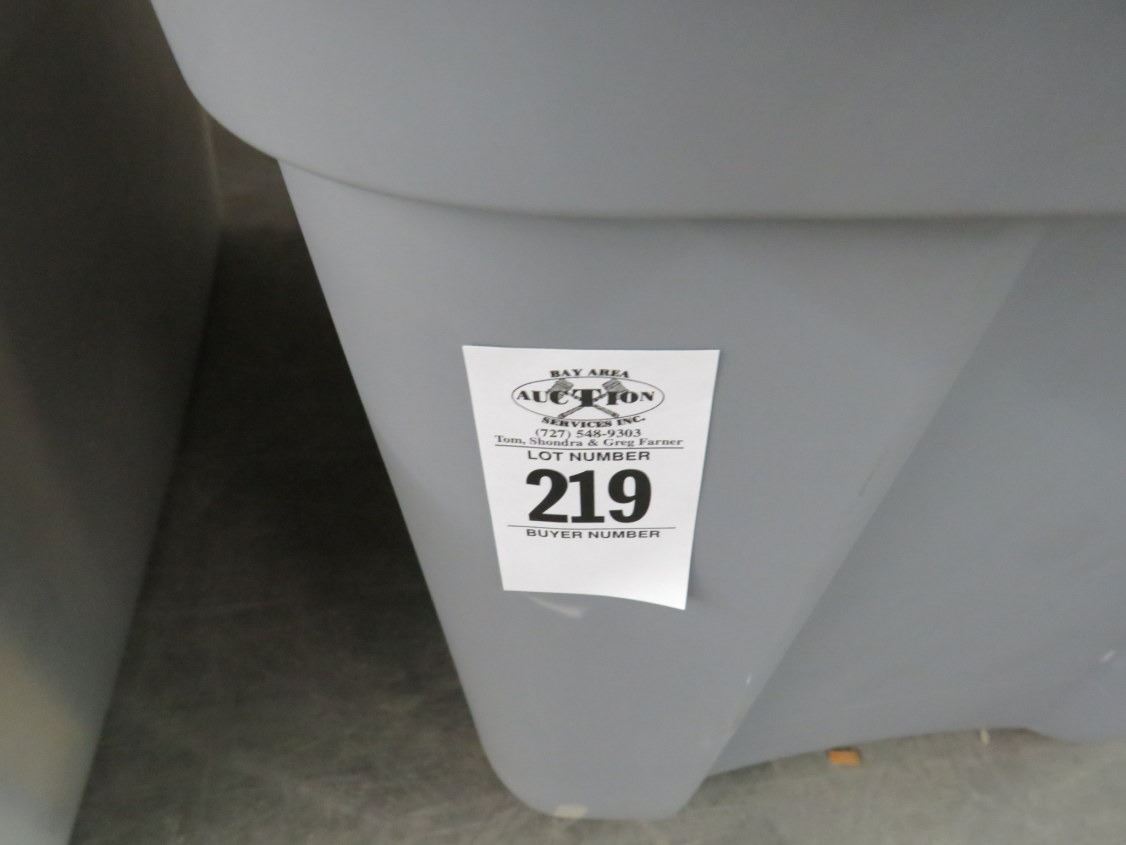 BAY AREA
AUCTION
SERVICES INC.
(727) 548-9303
Tom, Shondra & Greg Farner
LOT NUMBER
219
BUYER NUMBER